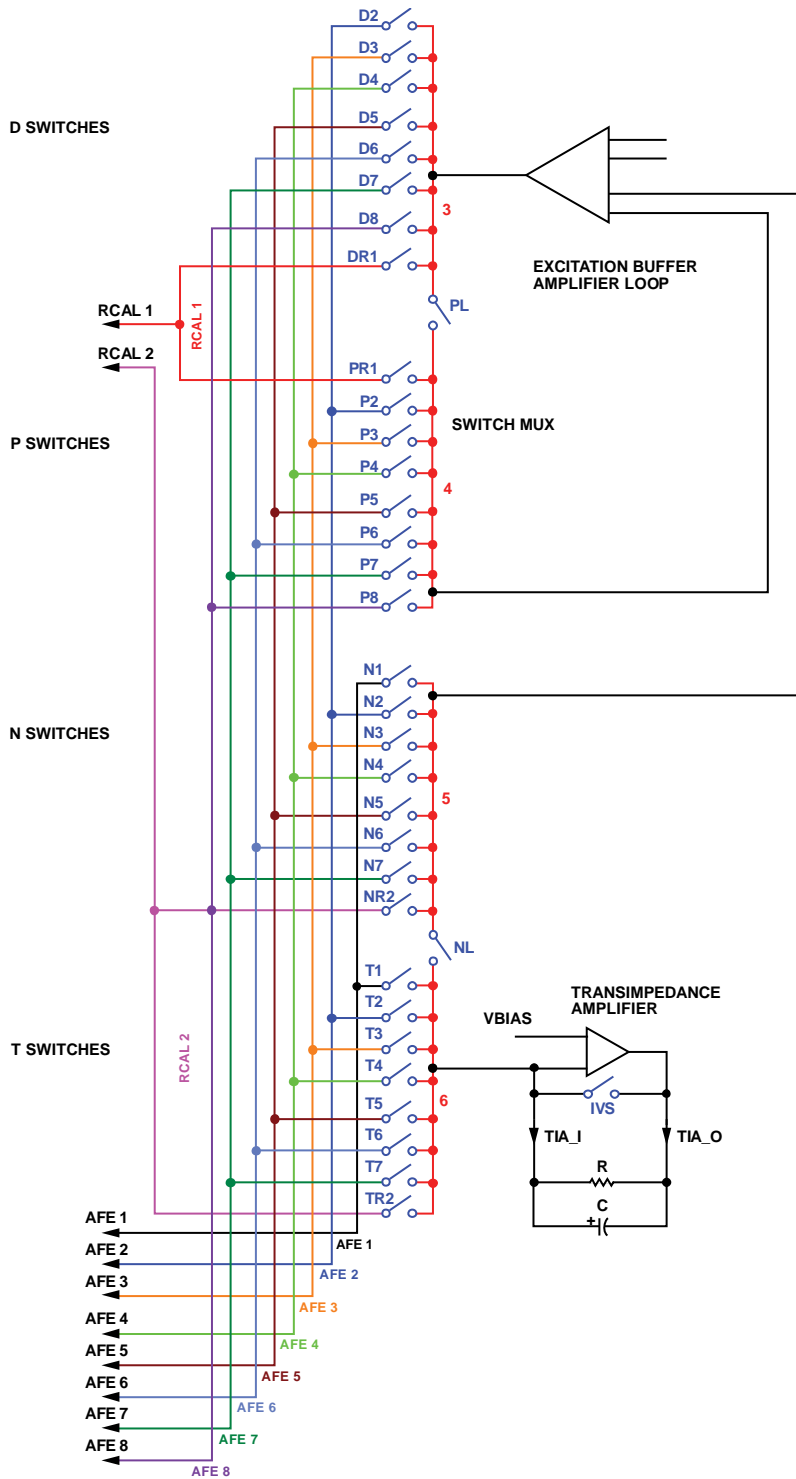 D2
D3
D4
D SWITCHES
D5
D6
D7
3
D8
DR1
EXCITATION BUFFER
AMPLIFIER LOOP
RCAL 1
RCAL 1
PL
RCAL 2
PR1
P2
SWITCH MUX
P SWITCHES
P3
P4
4
P5
P6
P7
P8
N1
N2
N SWITCHES
N3
N4
5
N5
N6
N7
NR2
NL
T1
TRANSIMPEDANCE
AMPLIFIER
T2
VBIAS
T SWITCHES
RCAL 2
T3
T4
6
IVS
T5
TIA_I
TIA_O
T6
T7
R
TR2
C
+
AFE 1
AFE 1
AFE 2
AFE 2
AFE 3
AFE 3
AFE 4
AFE 4
AFE 5
AFE 5
AFE 6
AFE 6
AFE 7
AFE 7
AFE 8
AFE 8